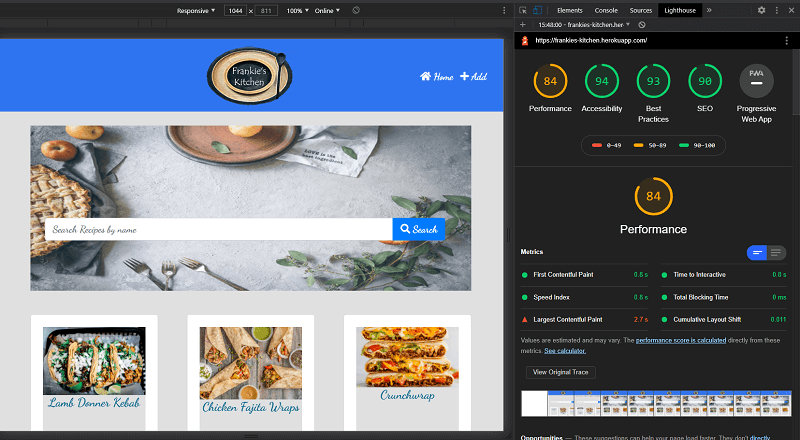 Responsive 1044 × 811 100% Online
Elements Console Sources Lighthouse »
+ 15:48:00 - frankies-kitchen.her
https://frankies-kitchen.herokuapp.com/
Frankie's
Kitchen
Home Add
LOVE is the
best ingredient.
Search Recipes by name
Search
Lamb Donner Kebab
Chicken Fajita Wraps
Crunchwrap
84 94 93 90 PWA
Performance Accessibility Best Practices SEO Progressive Web App
0–49 50–89 90–100
84
Performance
Metrics
First Contentful Paint 0.8 s Time to Interactive 0.8 s
Speed Index 0.8 s Total Blocking Time 0 ms
Largest Contentful Paint 2.7 s Cumulative Layout Shift 0.011
Values are estimated and may vary. The performance score is calculated directly from these
metrics. See calculator.
View Original Trace
Opportunities — These suggestions can help your page load faster. They don't directly